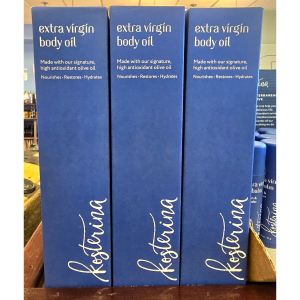 extra virgin
body oil
Made with our signature,
high antioxidant olive oil
Nourishes • Restores • Hydrates
kosterina
extra virgin
body oil
Made with our signature,
high antioxidant olive oil
Nourishes • Restores • Hydrates
kosterina
extra virgin
body oil
Made with our signature,
high antioxidant olive oil
Nourishes • Restores • Hydrates
kosterina